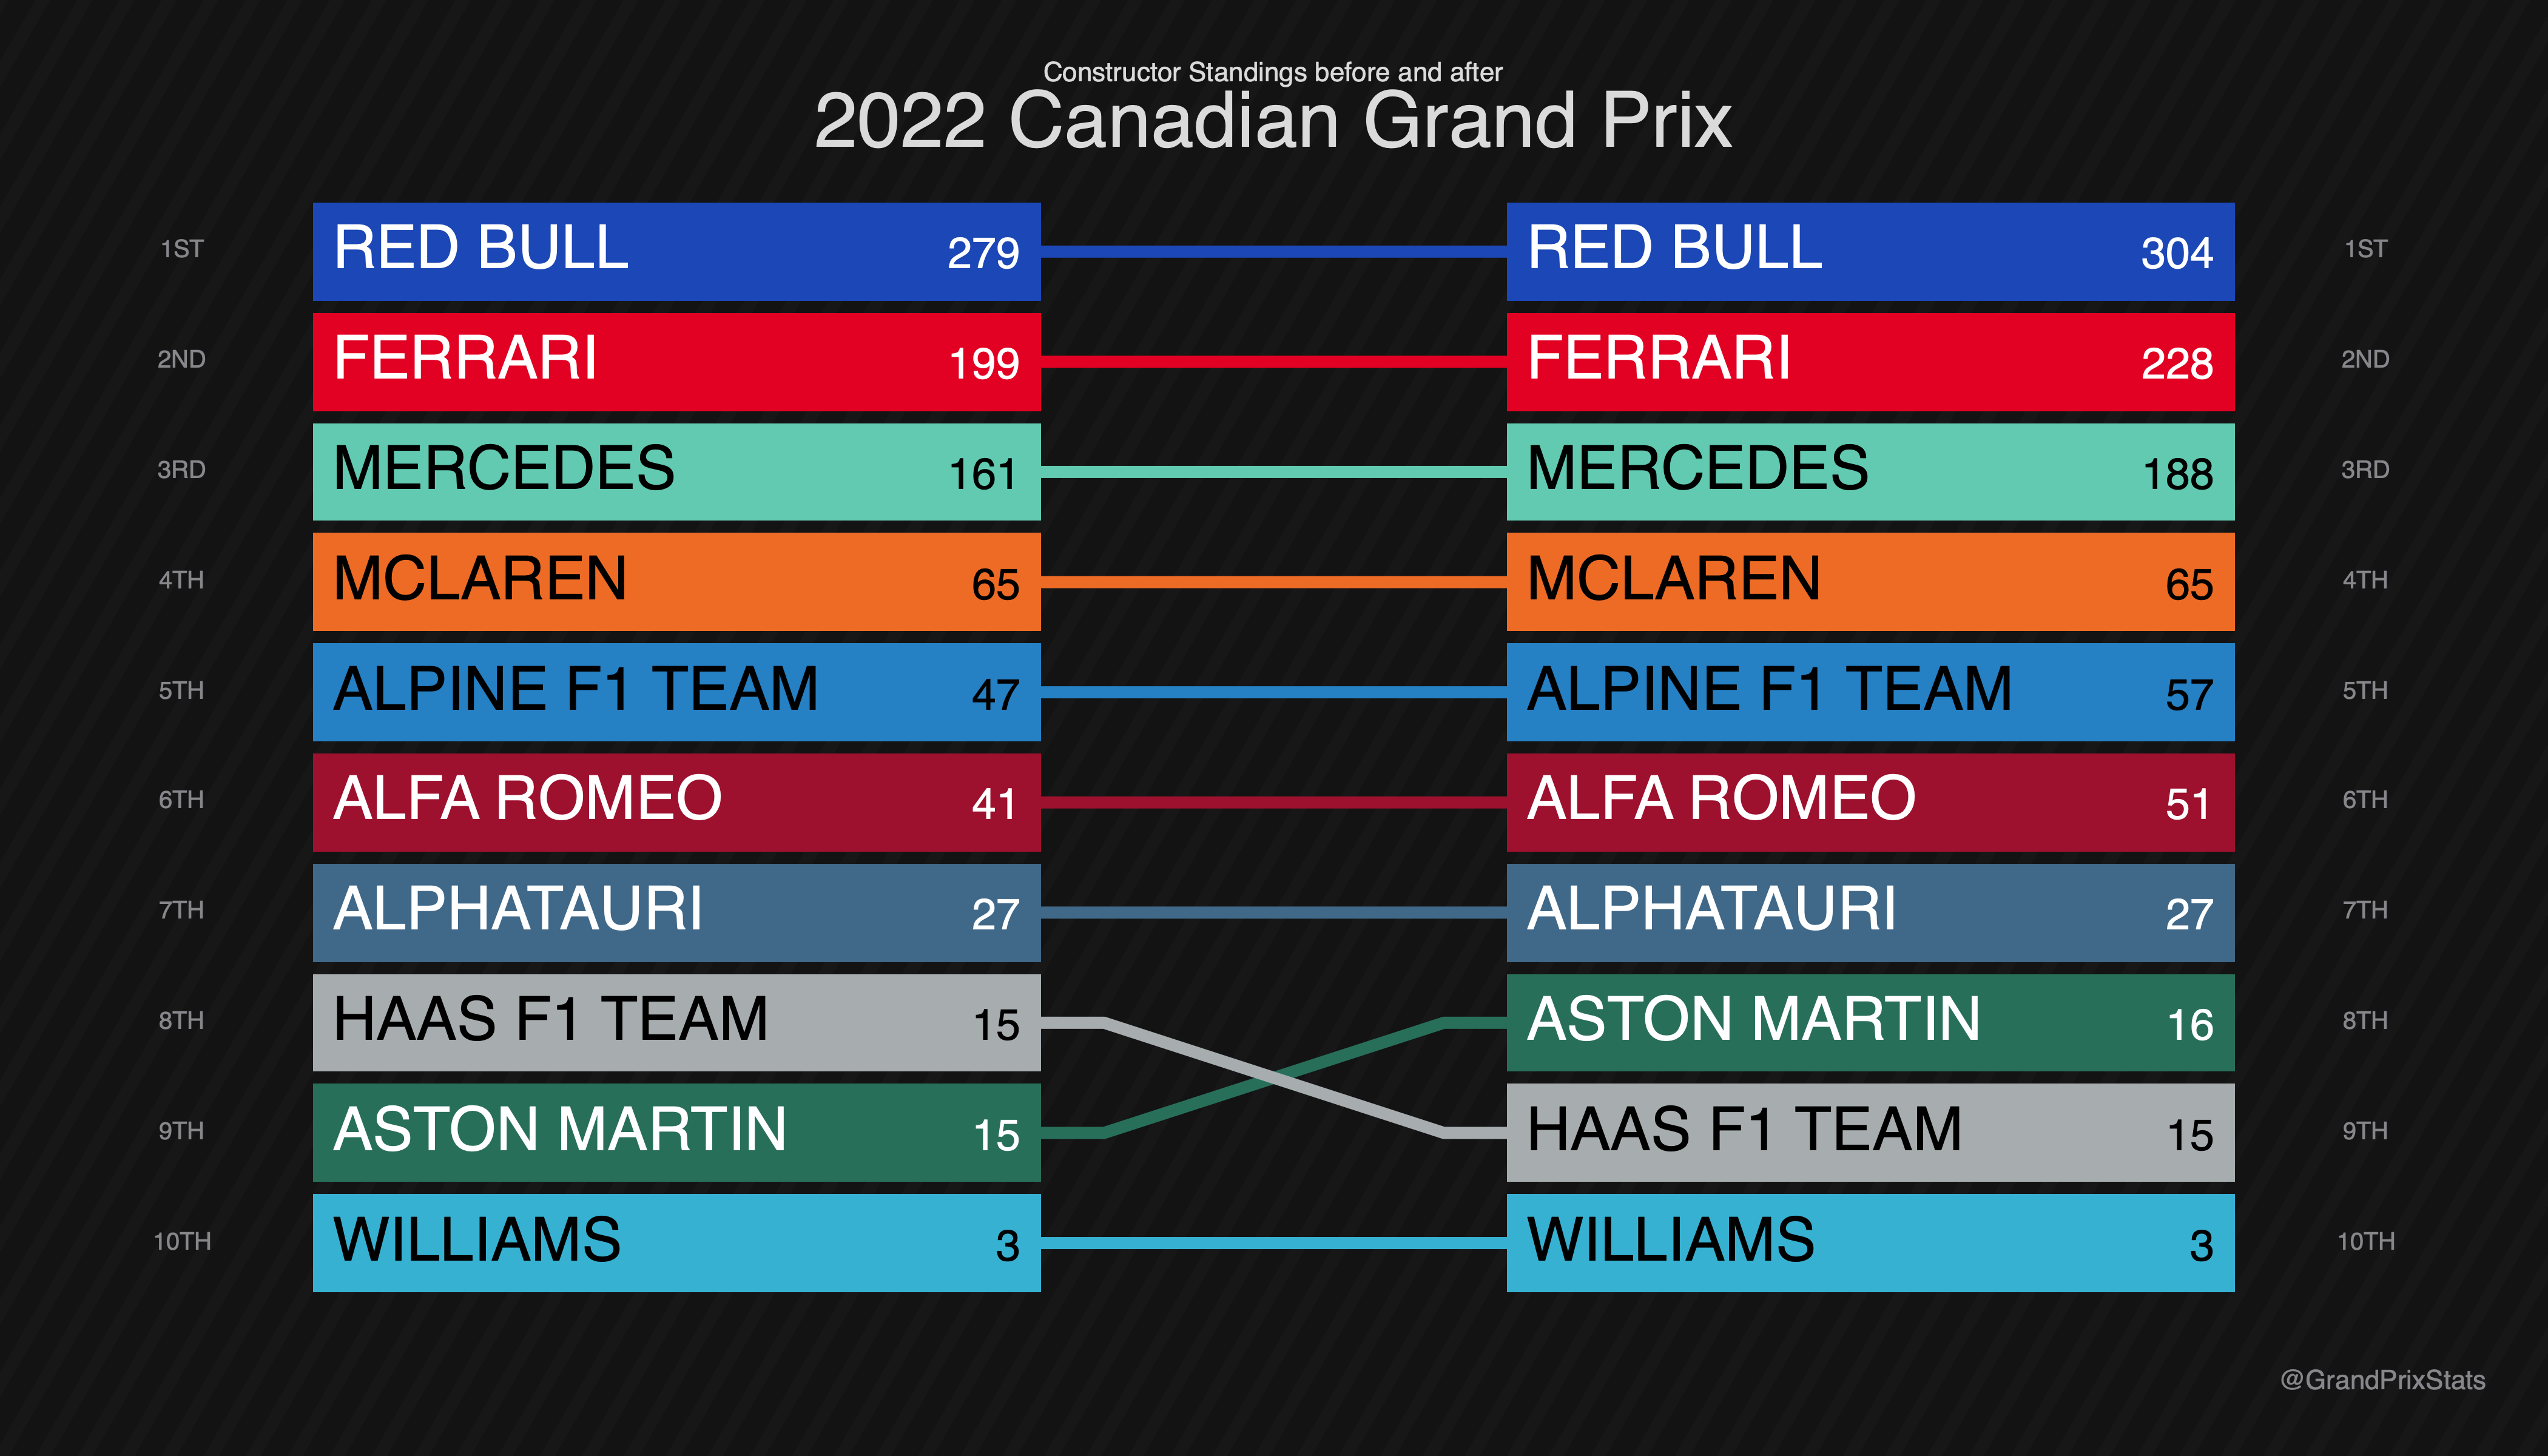 Constructor Standings before and after
2022 Canadian Grand Prix
1ST RED BULL 279 RED BULL 304 1ST
2ND FERRARI 199 FERRARI 228 2ND
3RD MERCEDES 161 MERCEDES 188 3RD
4TH MCLAREN 65 MCLAREN 65 4TH
5TH ALPINE F1 TEAM 47 ALPINE F1 TEAM 57 5TH
6TH ALFA ROMEO 41 ALFA ROMEO 51 6TH
7TH ALPHATAURI 27 ALPHATAURI 27 7TH
8TH HAAS F1 TEAM 15 ASTON MARTIN 16 8TH
9TH ASTON MARTIN 15 HAAS F1 TEAM 15 9TH
10TH WILLIAMS 3 WILLIAMS 3 10TH
@GrandPrixStats